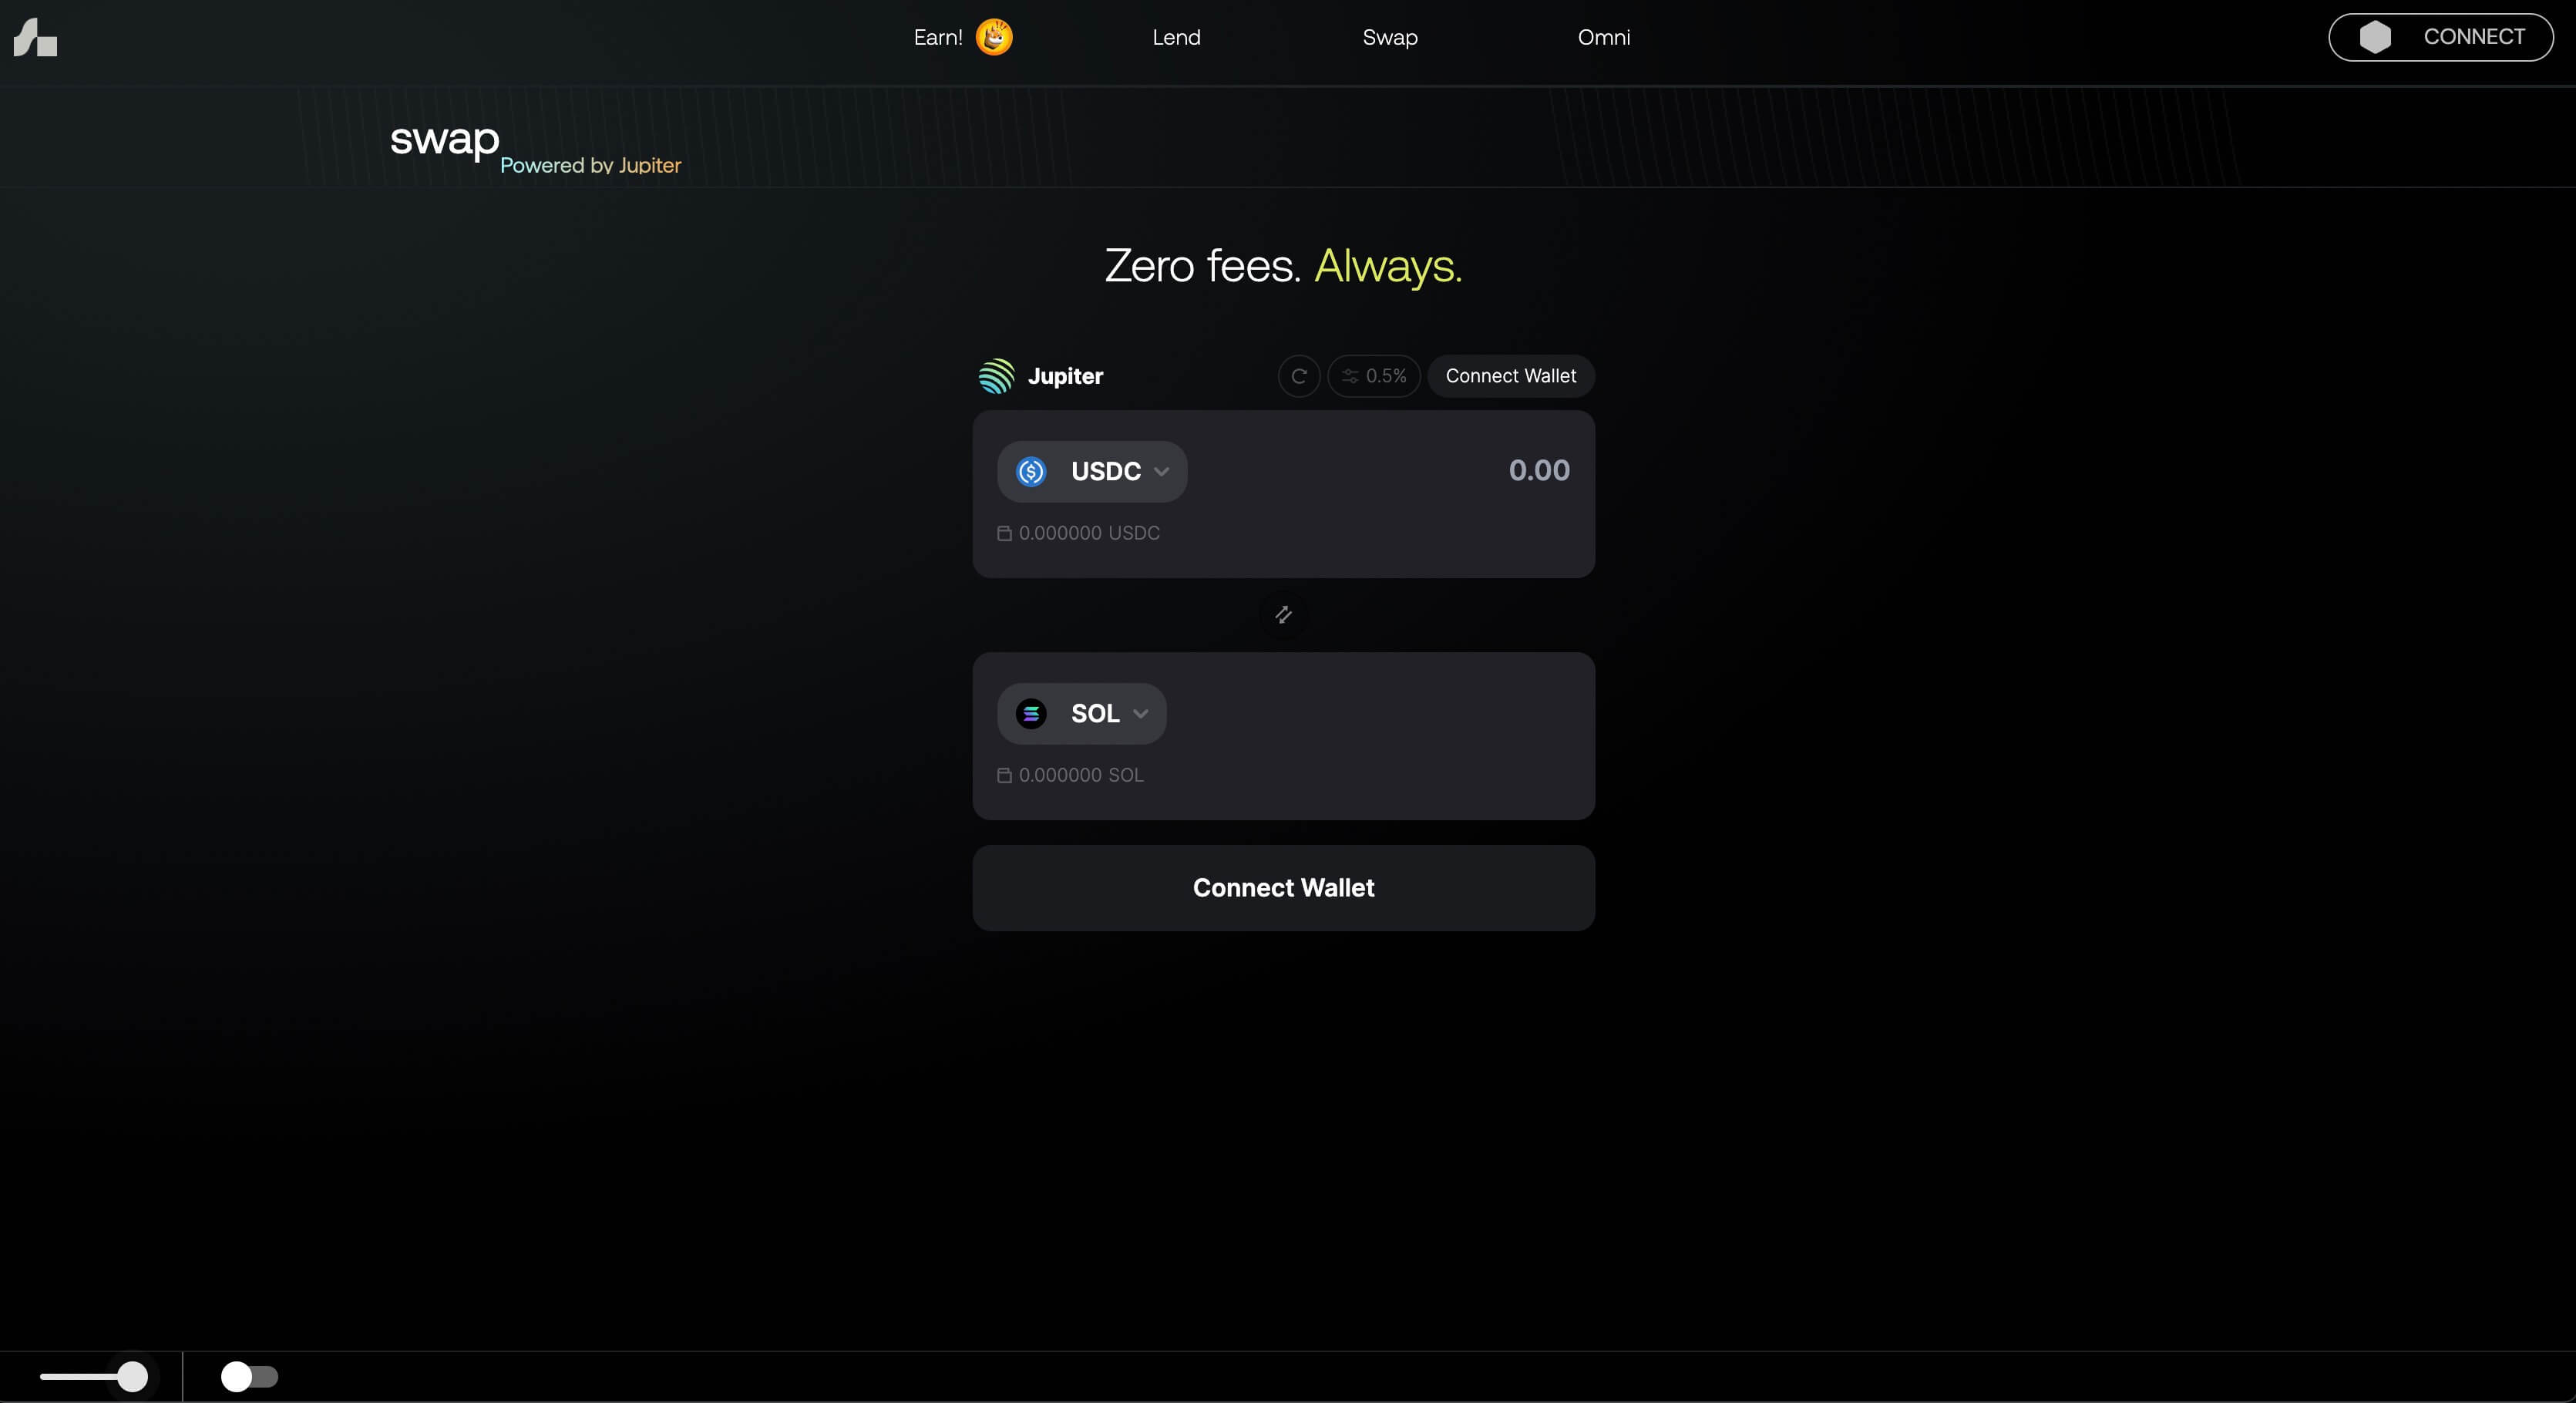 Earn! Lend Swap Omni CONNECT
swap
Powered by Jupiter
Zero fees. Always.
Jupiter 0.5% Connect Wallet
USDC 0.00
0.000000 USDC
SOL
0.000000 SOL
Connect Wallet